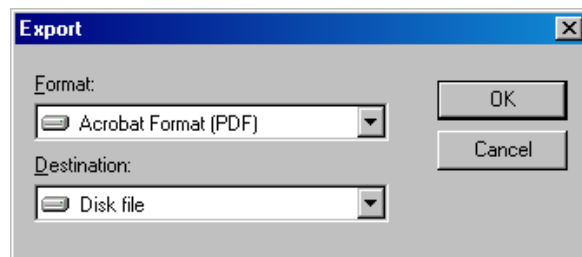 Export
Format:
Acrobat Format (PDF)
OK
Cancel
Destination:
Disk file